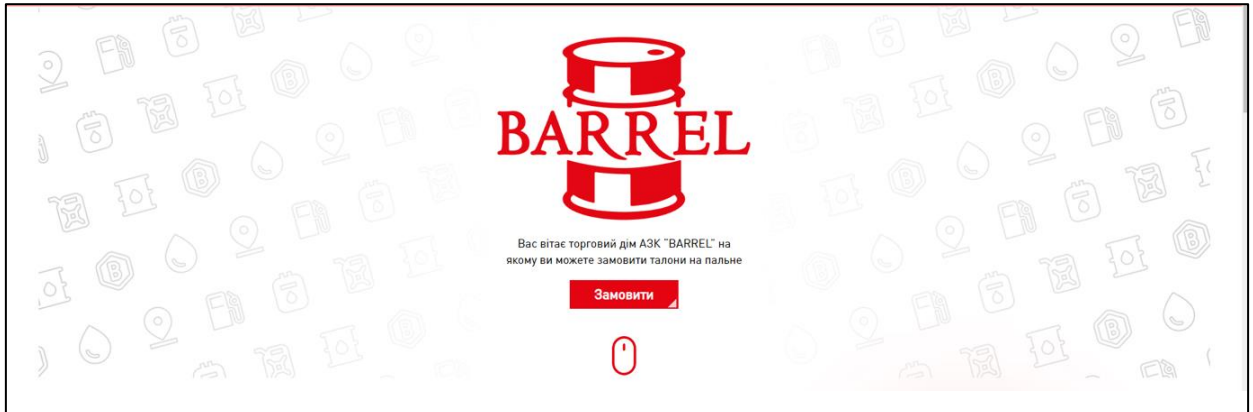 BARREL
Вас вітає торговий дім АЗК "BARREL" на
якому ви можете замовити талони на пальне
Замовити